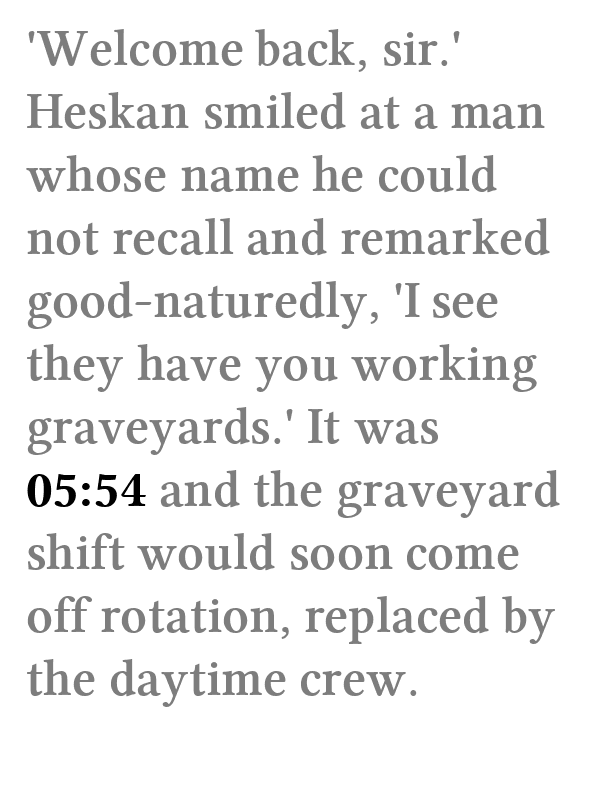 'Welcome back, sir.'
Heskan smiled at a man
whose name he could
not recall and remarked
good-naturedly, 'I see
they have you working
graveyards.' It was
05:54 and the graveyard
shift would soon come
off rotation, replaced by
the daytime crew.